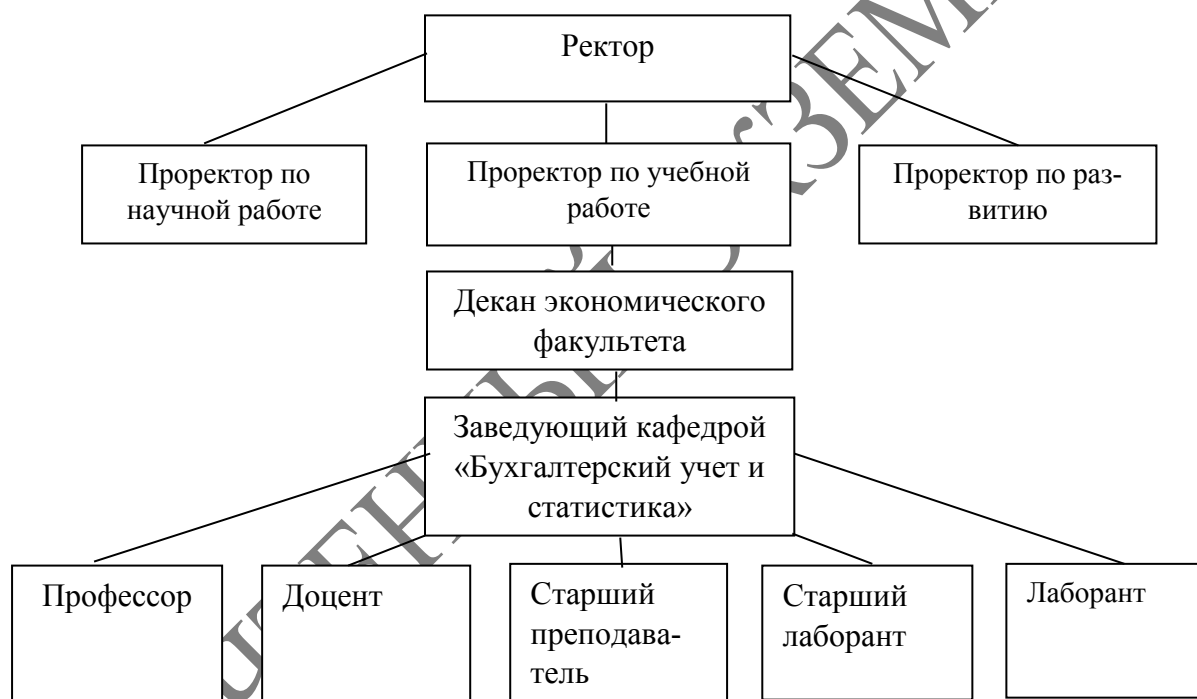 Ректор
Проректор по
научной работе
Проректор по учебной
работе
Проректор по раз-
витию
Декан экономического
факультета
Заведующий кафедрой
«Бухгалтерский учет и
статистика»
Профессор
Доцент
Старший
преподава-
тель
Старший
лаборант
Лаборант